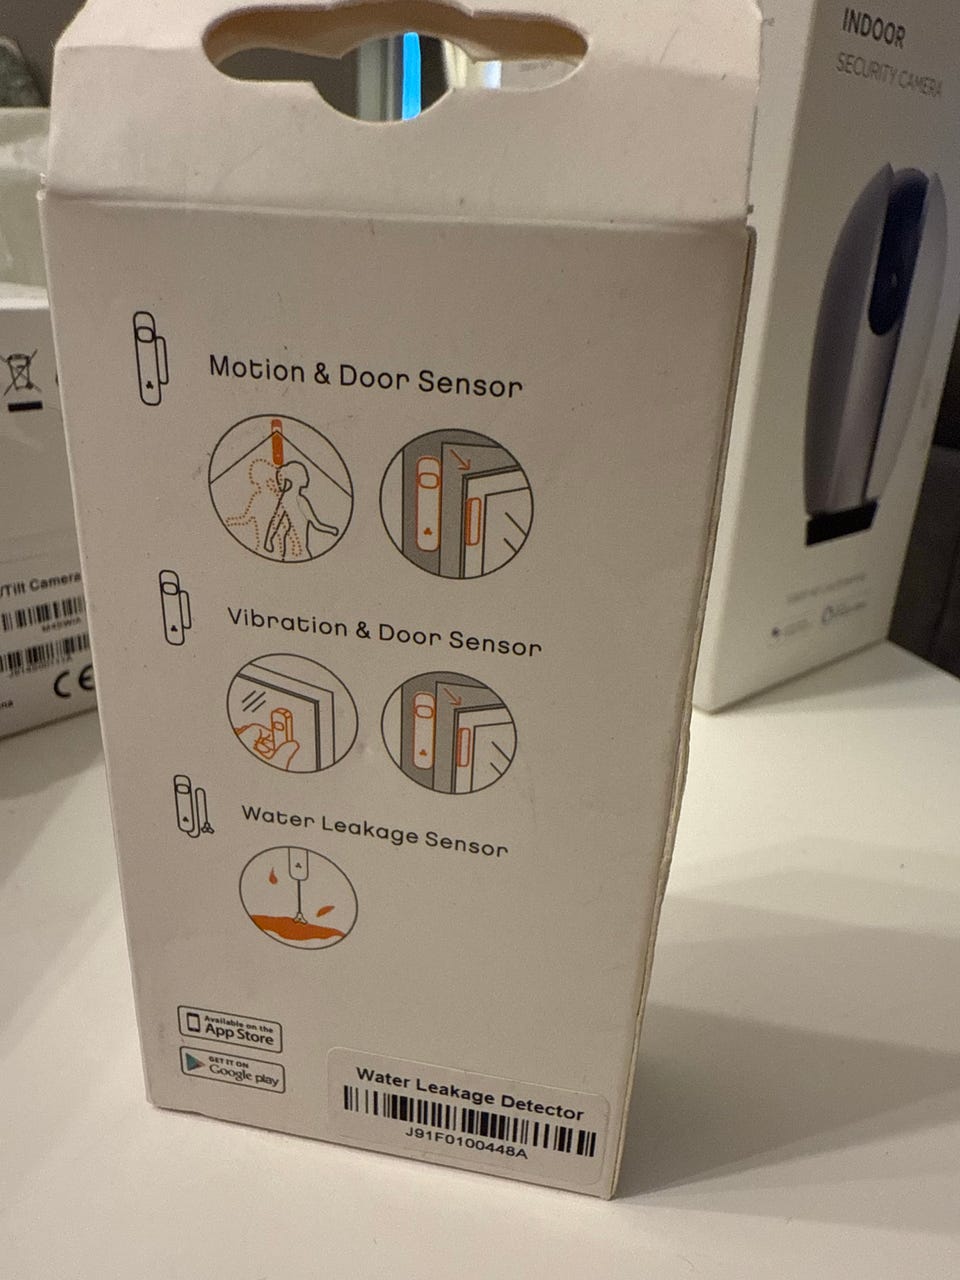 INDOOR
SECURITY CAMERA
Motion & Door Sensor
Vibration & Door Sensor
/Tilt Camera
CE
Water Leakage Sensor
Available on the
App Store
GET IT ON
Google play
Water Leakage Detector
J91F0100448A